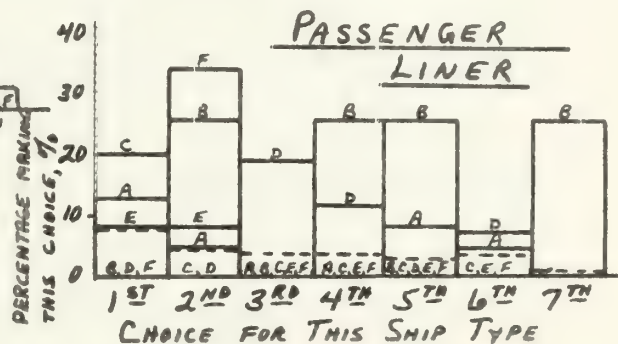 PASSENGER
LINER
PERCENTAGE MAKING
THIS CHOICE, %
40
30
20
10
0
F
C
A
E
B, D, F
F
B
E
A
C, D
D
A, B, C, E, F
B
D
A, C, E, F
B
A
D
A
C, E, F
B
1ST 2ND 3RD 4TH 5TH 6TH 7TH
CHOICE FOR THIS SHIP TYPE